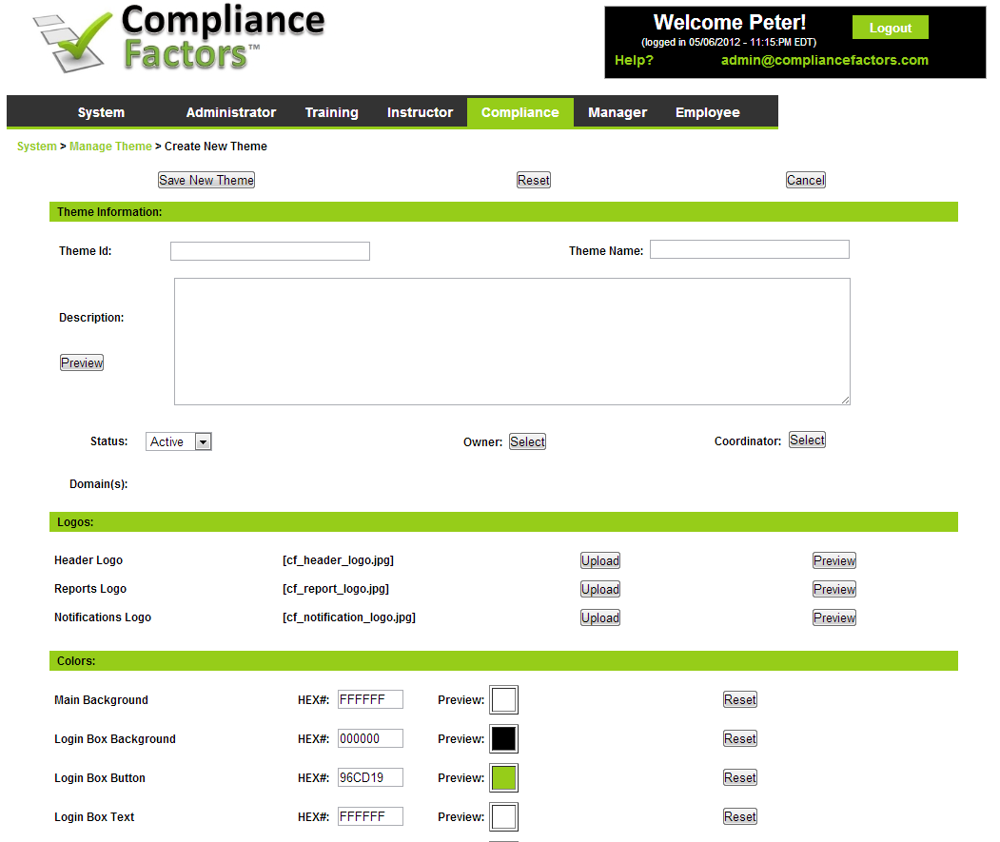 Compliance
Factors™
Welcome Peter!
Logout
(logged in 05/06/2012 - 11:15:PM EDT)
Help? admin@compliancefactors.com
System Administrator Training Instructor Compliance Manager Employee
System > Manage Theme > Create New Theme
Save New Theme Reset Cancel
Theme Information:
Theme Id: Theme Name:
Description:
Preview
Status: Active Owner: Select Coordinator: Select
Domain(s):
Logos:
Header Logo [cf_header_logo.jpg] Upload Preview
Reports Logo [cf_report_logo.jpg] Upload Preview
Notifications Logo [cf_notification_logo.jpg] Upload Preview
Colors:
Main Background HEX#: FFFFFF Preview: Reset
Login Box Background HEX#: 000000 Preview: Reset
Login Box Button HEX#: 96CD19 Preview: Reset
Login Box Text HEX#: FFFFFF Preview: Reset